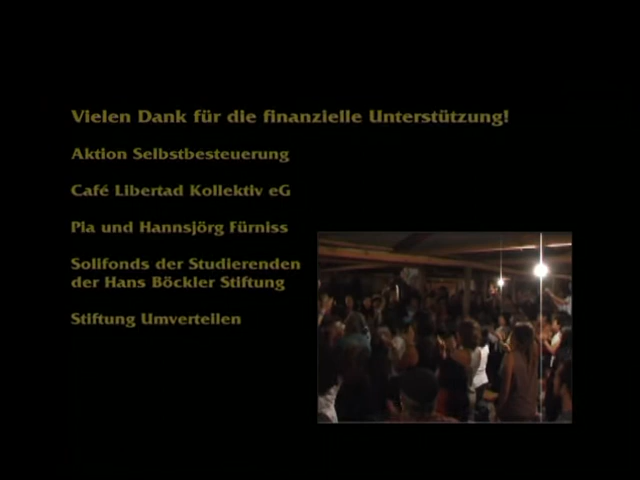 Vielen Dank für die finanzielle Unterstützung!
Aktion Selbstbesteuerung
Café Libertad Kollektiv eG
Pia und Hannsjörg Fürniss
Solifonds der Studierenden
der Hans Böckler Stiftung
Stiftung Umverteilen